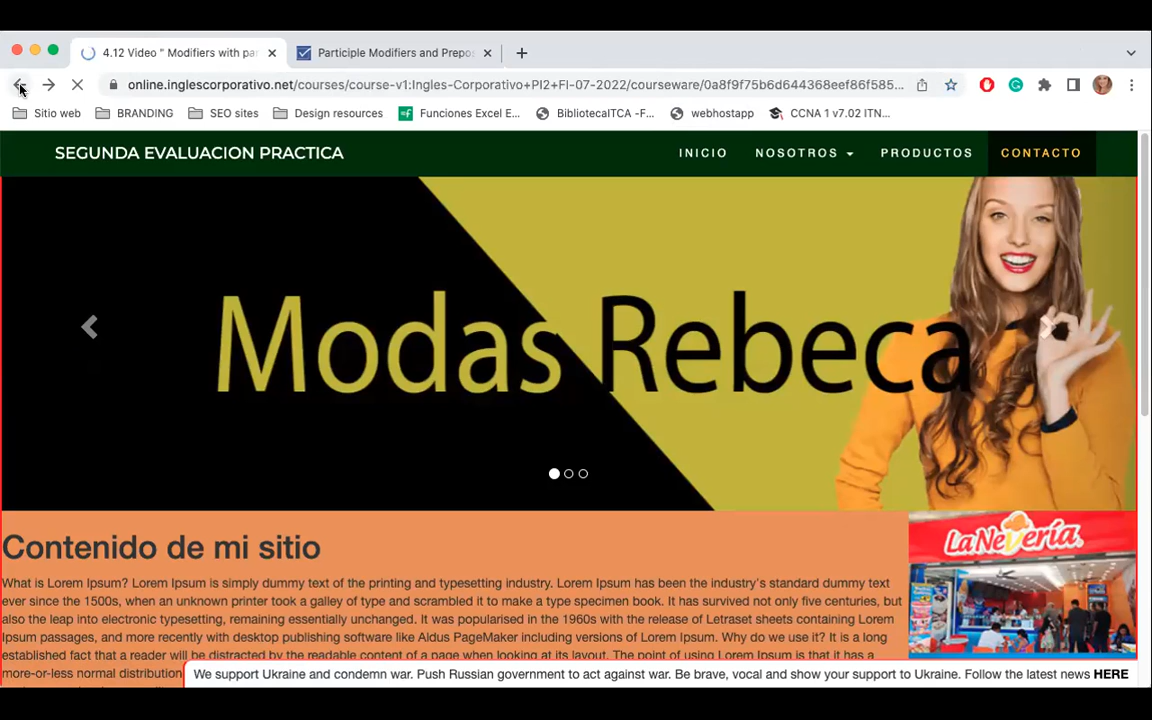 4.12 Video " Modifiers with pa
Participle Modifiers and Prepo
online.inglescorporativo.net/courses/course-v1:Ingles-Corporativo+PI2+FI-07-2022/courseware/0a8f9f75b6d644368eef86f585...
Sitio web
BRANDING
SEO sites
Design resources
Funciones Excel E...
BibliotecaITCA -F...
webhostapp
CCNA 1 v7.02 ITN...
SEGUNDA EVALUACION PRACTICA
INICIO
NOSOTROS
PRODUCTOS
CONTACTO
Modas Rebeca
Contenido de mi sitio
La Nevería.
What is Lorem Ipsum? Lorem Ipsum is simply dummy text of the printing and typesetting industry. Lorem Ipsum has been the industry's standard dummy text
ever since the 1500s, when an unknown printer took a galley of type and scrambled it to make a type specimen book. It has survived not only five centuries, but
also the leap into electronic typesetting, remaining essentially unchanged. It was popularised in the 1960s with the release of Letraset sheets containing Lorem
Ipsum passages, and more recently with desktop publishing software like Aldus PageMaker including versions of Lorem Ipsum. Why do we use it? It is a long
established fact that a reader will be distracted by the readable content of a page when looking at its layout. The point of using Lorem Ipsum is that it has a
more-or-less normal distribution
We support Ukraine and condemn war. Push Russian government to act against war. Be brave, vocal and show your support to Ukraine. Follow the latest news HERE